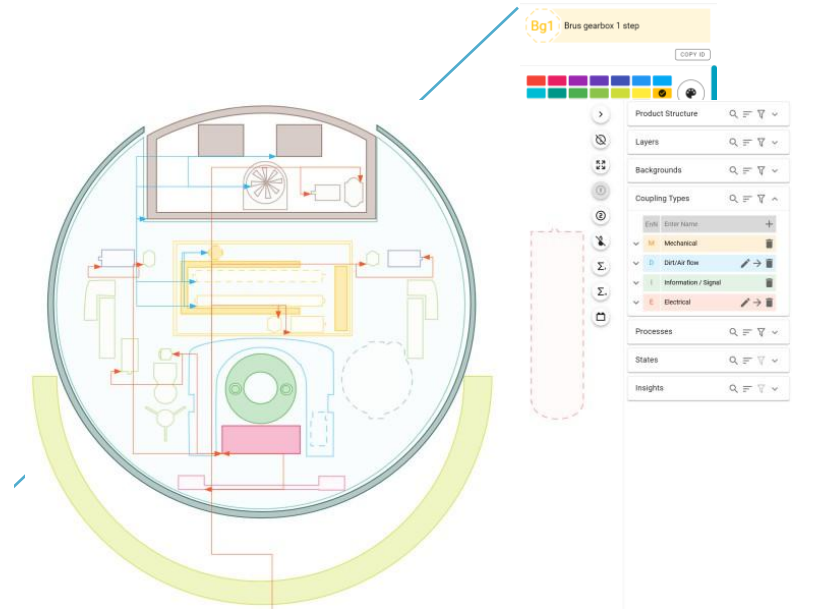 Bg1 Brus gearbox 1 step
COPY ID
Product Structure
Layers
Backgrounds
Coupling Types
Enter Name
M Mechanical
D Dirt/Air flow
I Information / Signal
E Electrical
Processes
States
Insights